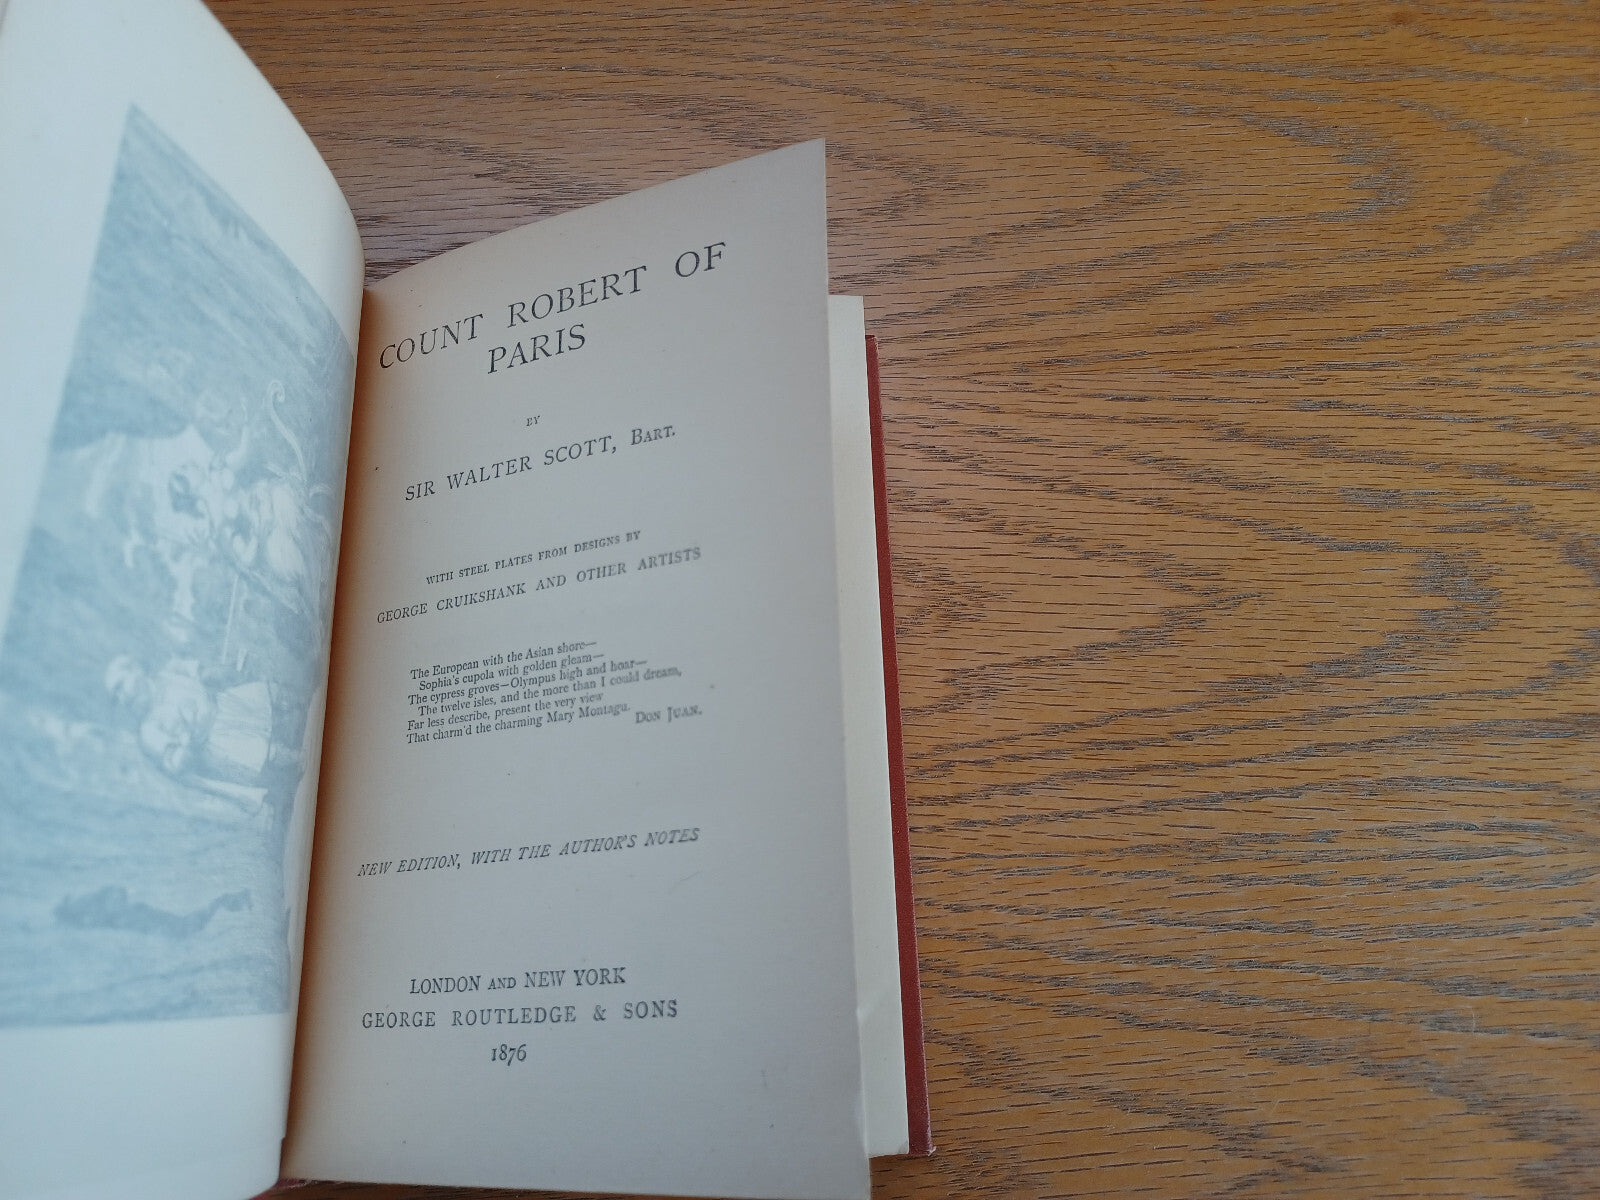 COUNT ROBERT OF
PARIS
BY
SIR WALTER SCOTT, BART.
WITH STEEL PLATES FROM DESIGNS BY
GEORGE CRUIKSHANK AND OTHER ARTISTS
The European with the Asian shore—
Sophia's cupola with golden gleam—
The cypress groves—Olympus high and hoar—
The twelve isles, and the more than I could dream,
Far less describe, present the very view
That charm'd the charming Mary Montagu.
DON JUAN.
NEW EDITION, WITH THE AUTHOR'S NOTES
LONDON AND NEW YORK
GEORGE ROUTLEDGE & SONS
1876